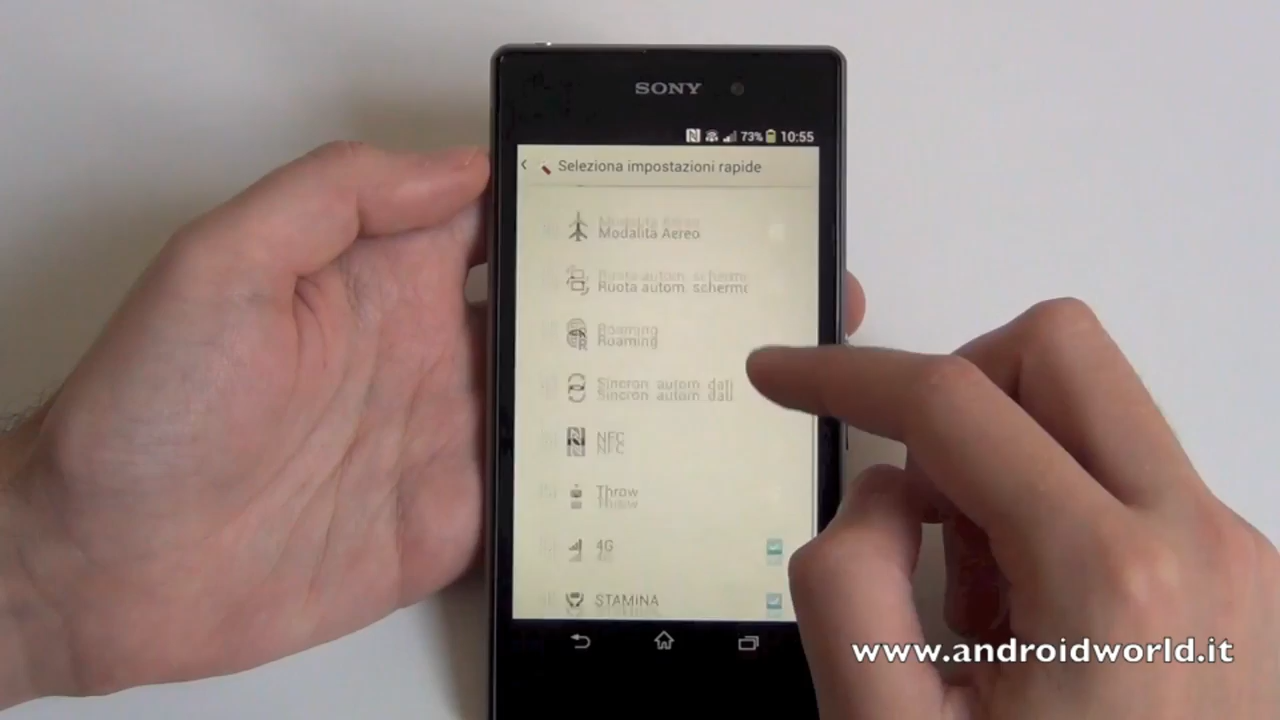 SONY
73% 10:55
Seleziona impostazioni rapide
Modalità Aereo
Ruota autom. schermo
Roaming
Sincron. autom. dati
NFC
Throw
4G
STAMINA
www.androidworld.it